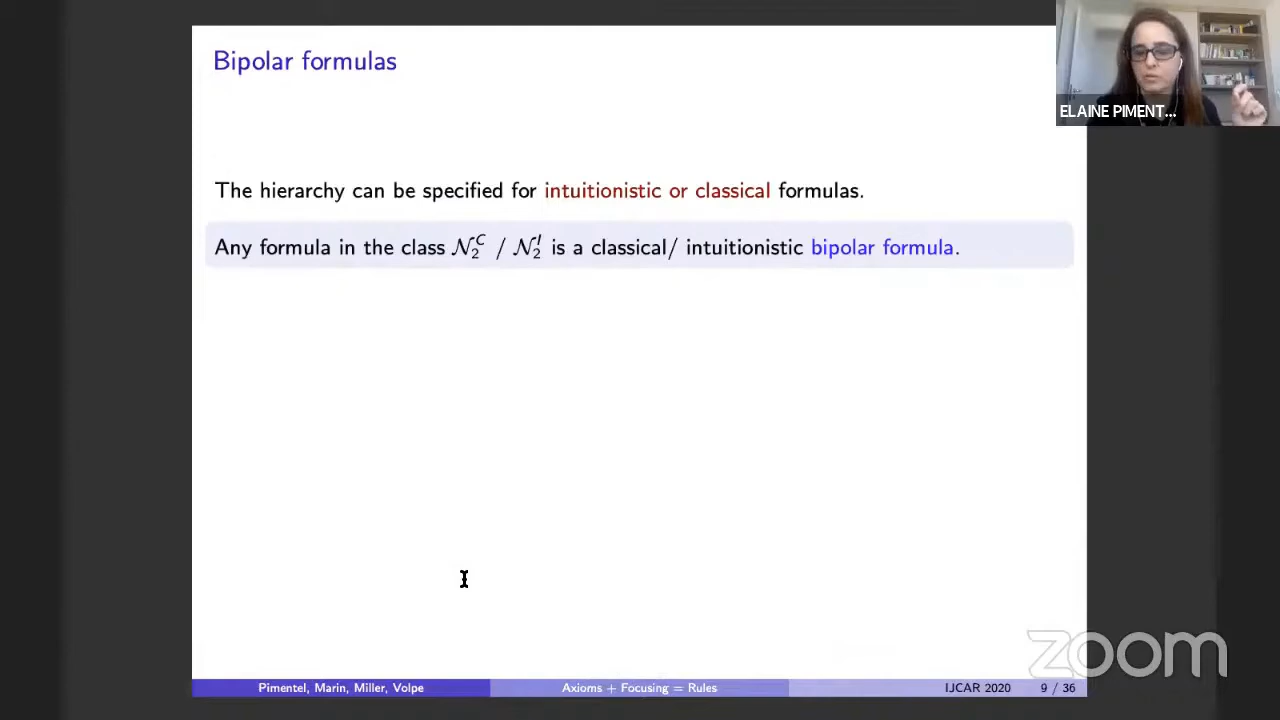 Bipolar formulas
ELAINE PIMENT...
The hierarchy can be specified for intuitionistic or classical formulas.
Any formula in the class 𝒩₂ᶜ / 𝒩₂ᴵ is a classical/ intuitionistic bipolar formula.
zoom
Pimentel, Marin, Miller, Volpe Axioms + Focusing = Rules IJCAR 2020 9 / 36